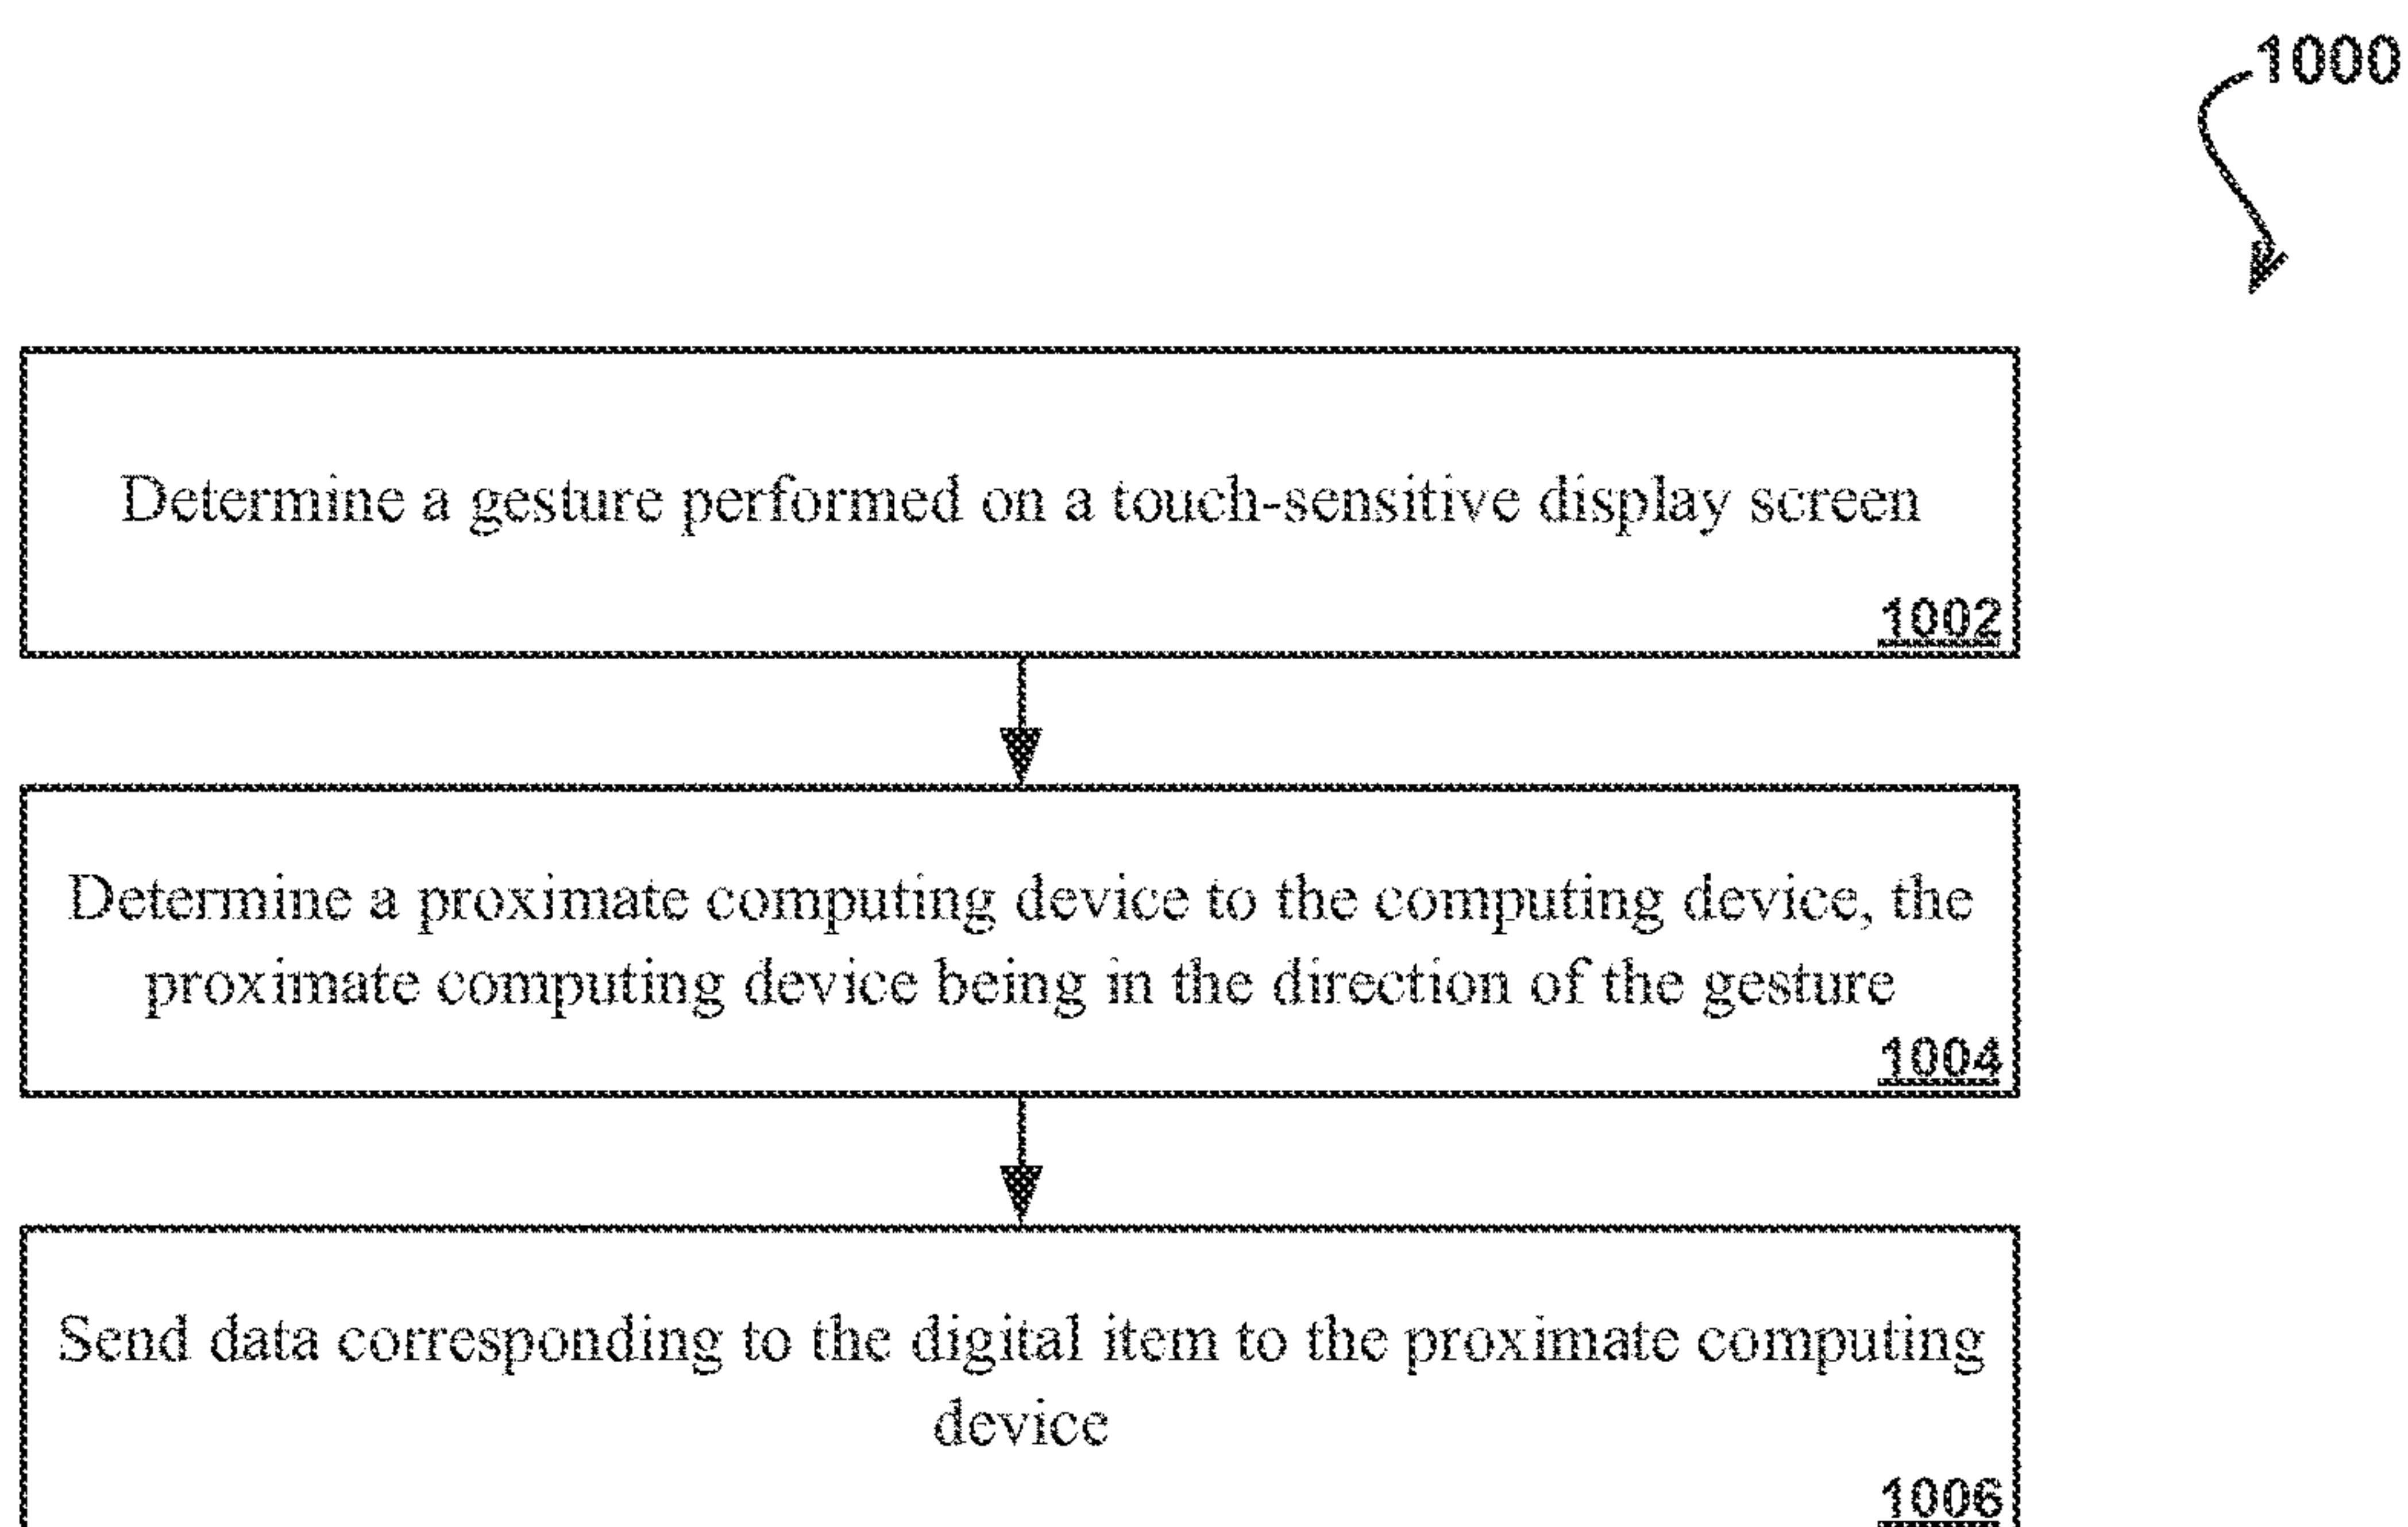 1000
Determine a gesture performed on a touch-sensitive display screen
1002
Determine a proximate computing device to the computing device, the
proximate computing device being in the direction of the gesture
1004
Send data corresponding to the digital item to the proximate computing
device
1006